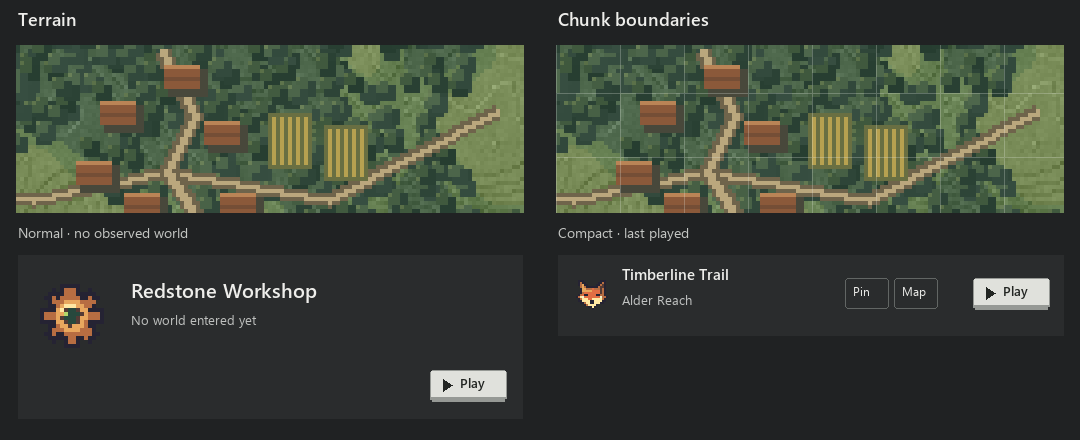 Terrain
Normal · no observed world
Redstone Workshop
No world entered yet
Play
Chunk boundaries
Compact · last played
Timberline Trail
Alder Reach
Pin
Map
Play